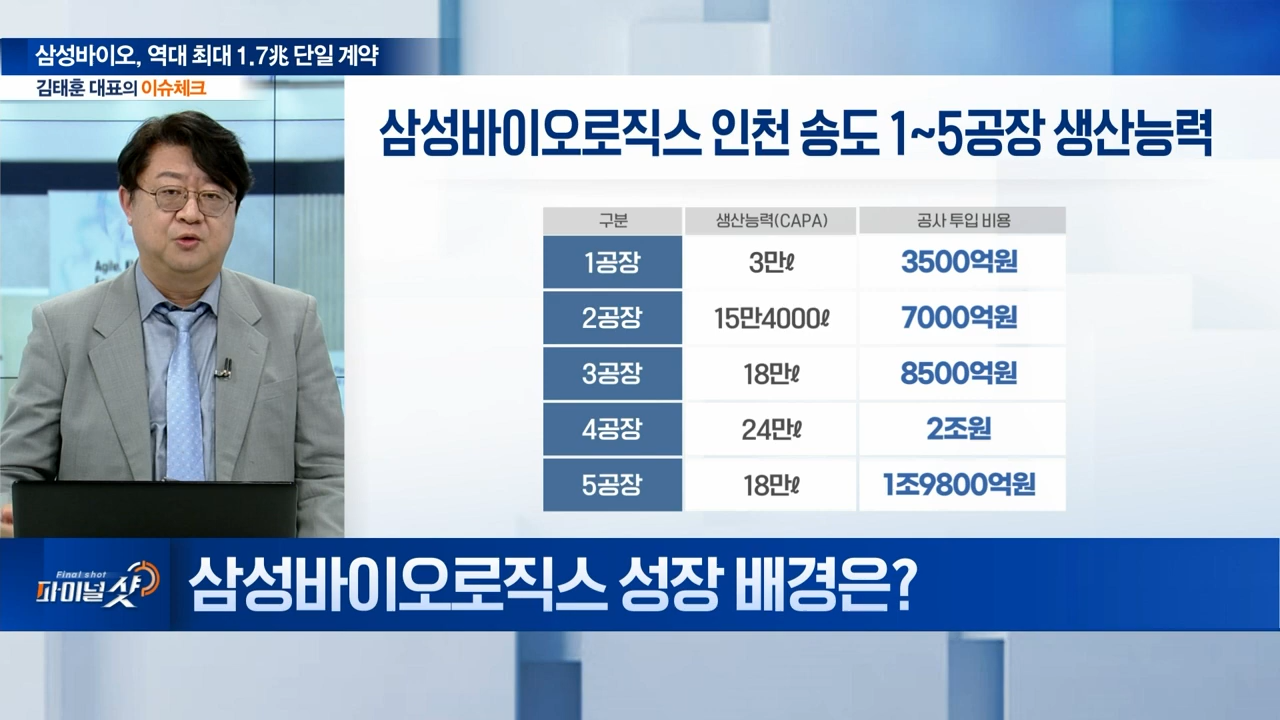 삼성바이오, 역대 최대 1.7兆 단일 계약
김태훈 대표의 이슈체크
삼성바이오로직스 인천 송도 1~5공장 생산능력
구분 생산능력(CAPA) 공사 투입 비용
1공장 3만ℓ 3500억원
2공장 15만4000ℓ 7000억원
3공장 18만ℓ 8500억원
4공장 24만ℓ 2조원
5공장 18만ℓ 1조9800억원
Agile, Fl
Final shot
파이널샷
삼성바이오로직스 성장 배경은?